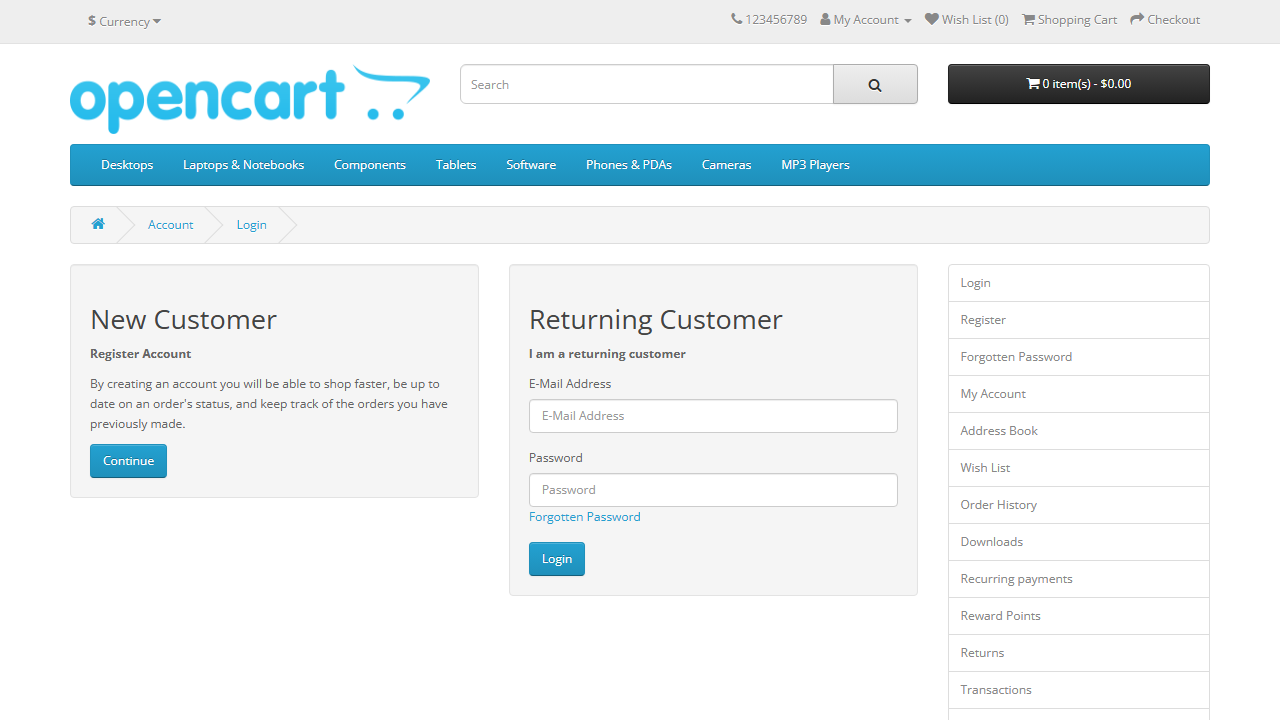 $ Currency
123456789 My Account Wish List (0) Shopping Cart Checkout
opencart
Search
0 item(s) - $0.00
Desktops Laptops & Notebooks Components Tablets Software Phones & PDAs Cameras MP3 Players
Account Login
New Customer
Register Account
By creating an account you will be able to shop faster, be up to
date on an order's status, and keep track of the orders you have
previously made.
Continue
Returning Customer
I am a returning customer
E-Mail Address
E-Mail Address
Password
Password
Forgotten Password
Login
Login
Register
Forgotten Password
My Account
Address Book
Wish List
Order History
Downloads
Recurring payments
Reward Points
Returns
Transactions